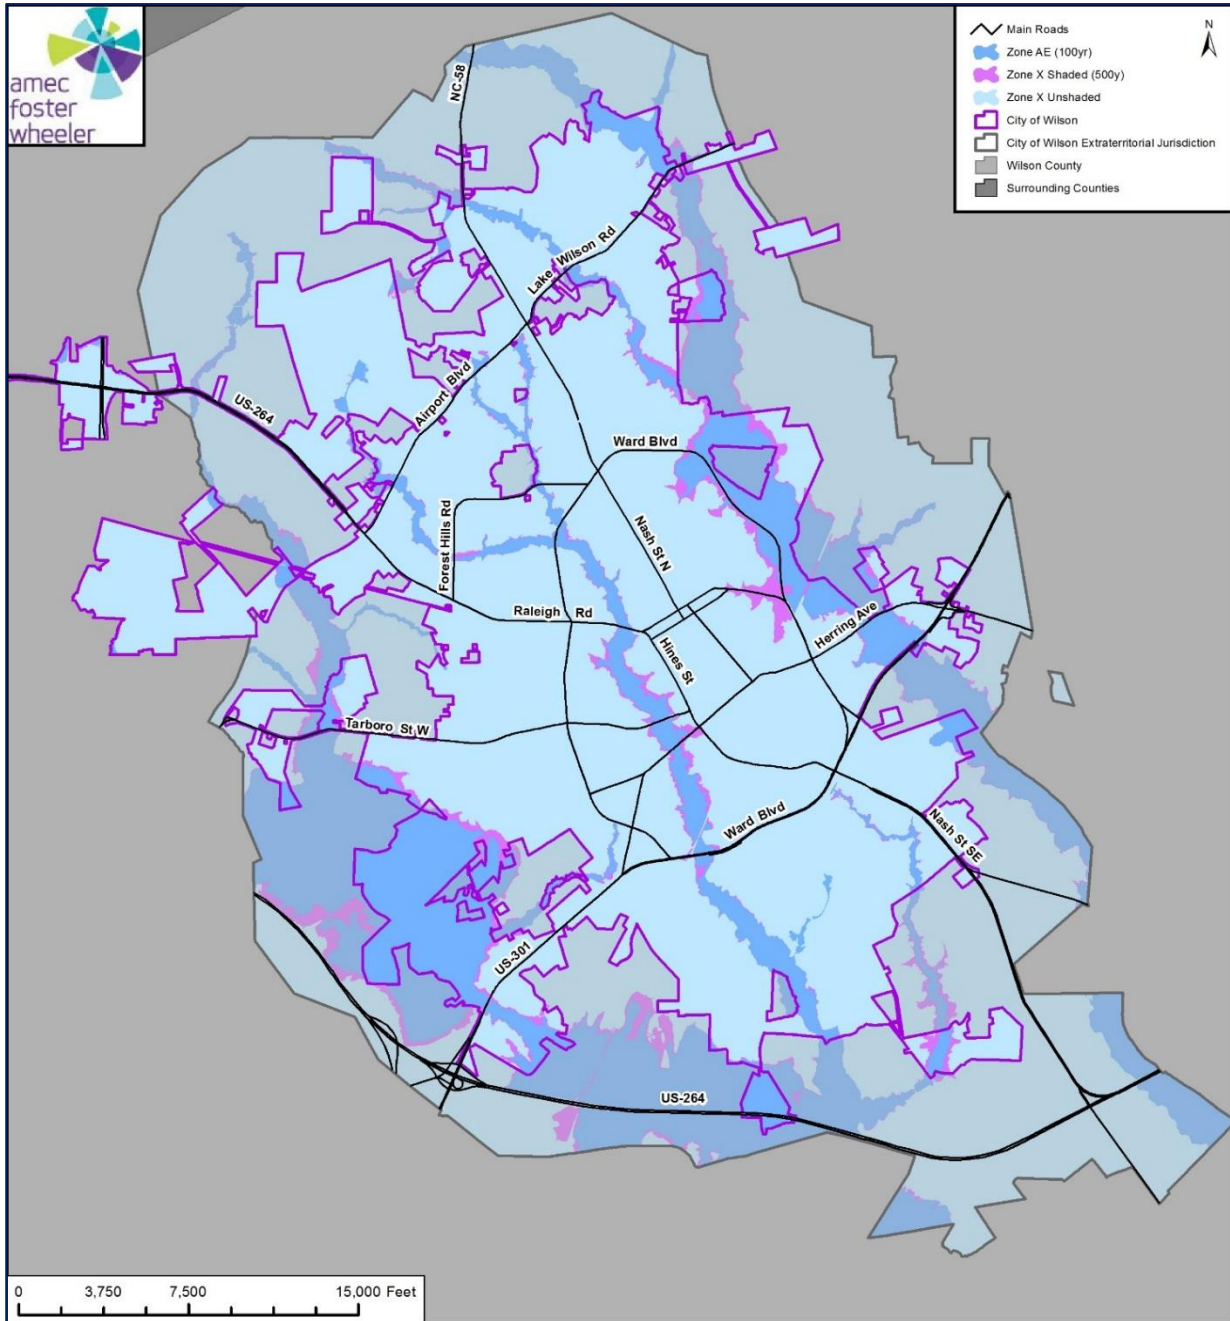 amec
foster
wheeler
Main Roads
Zone AE (100yr)
Zone X Shaded (500y)
Zone X Unshaded
City of Wilson
City of Wilson Extraterritorial Jurisdiction
Wilson County
Surrounding Counties
N
NC-58
Lake Wilson Rd
Airport Blvd
US-264
Ward Blvd
Forest Hills Rd
Nash St N
Raleigh Rd
Herring Ave
Hines St
Tarboro St W
Ward Blvd
Nash St SE
US-301
US-264
0 3,750 7,500 15,000 Feet